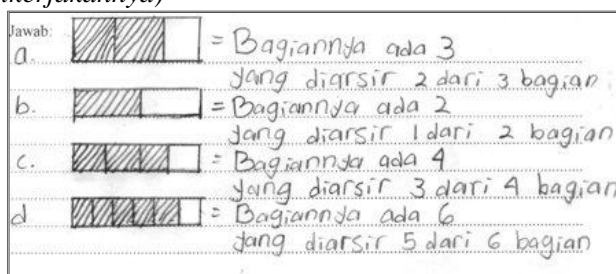 ikerjakannya)
Jawab:
a. = Bagiannya ada 3
yang diarsir 2 dari 3 bagian
b. = Bagiannya ada 2
yang diarsir 1 dari 2 bagian
c. = Bagiannya ada 4
yang diarsir 3 dari 4 bagian
d = Bagiannya ada 6
yang diarsir 5 dari 6 bagian